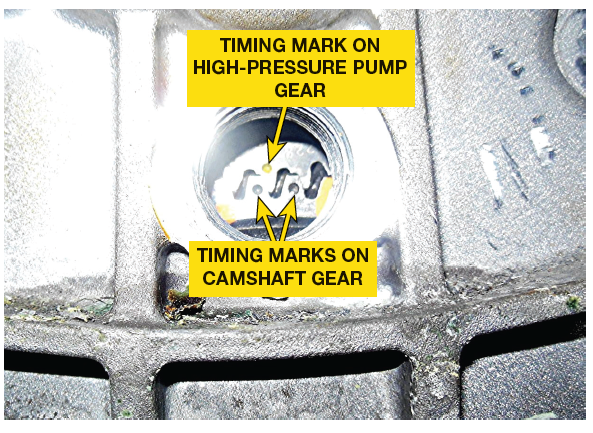 TIMING MARK ON
HIGH-PRESSURE PUMP
GEAR
TIMING MARKS ON
CAMSHAFT GEAR